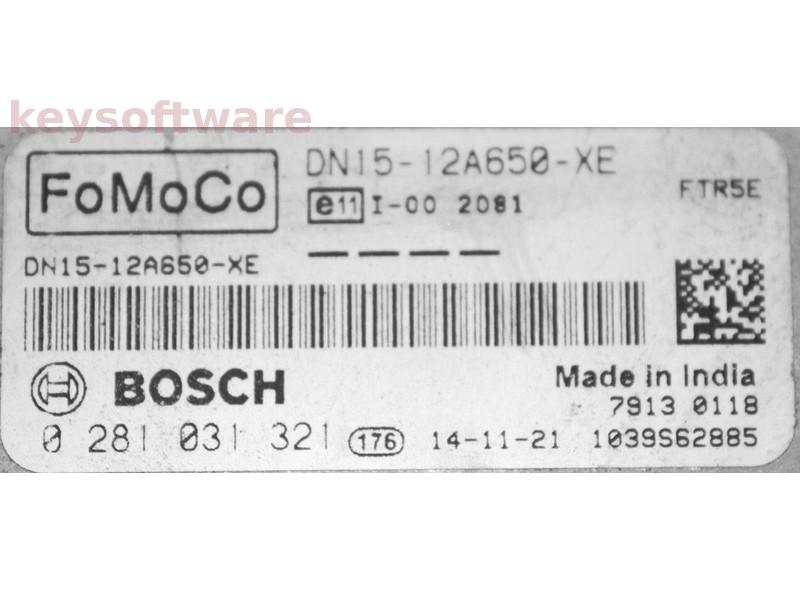 keysoftware
FoMoCo
DN15-12A650-XE
e11 I-00 2081
FTR5E
— — — —
DN15-12A650-XE
BOSCH
Made in India
7913 0118
0 281 031 321 176 14-11-21 1039S62885